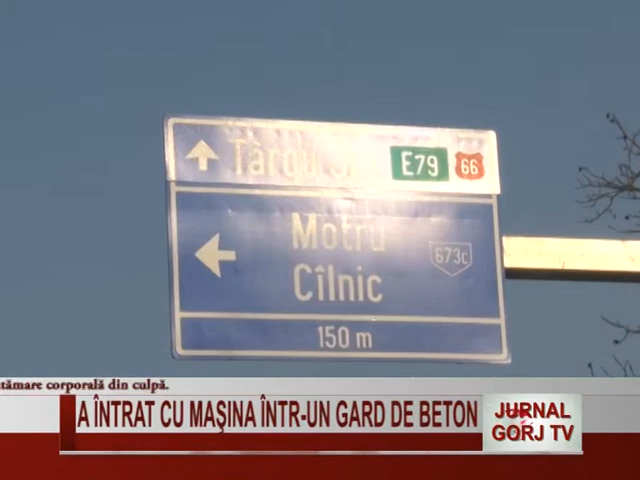 Târgu
E79
66
Motru
673c
Cîlnic
150 m
tămare corporală din culpă.
A ÎNTRAT CU MAŞINA ÎNTR-UN GARD DE BETON
JURNAL
GORJ TV